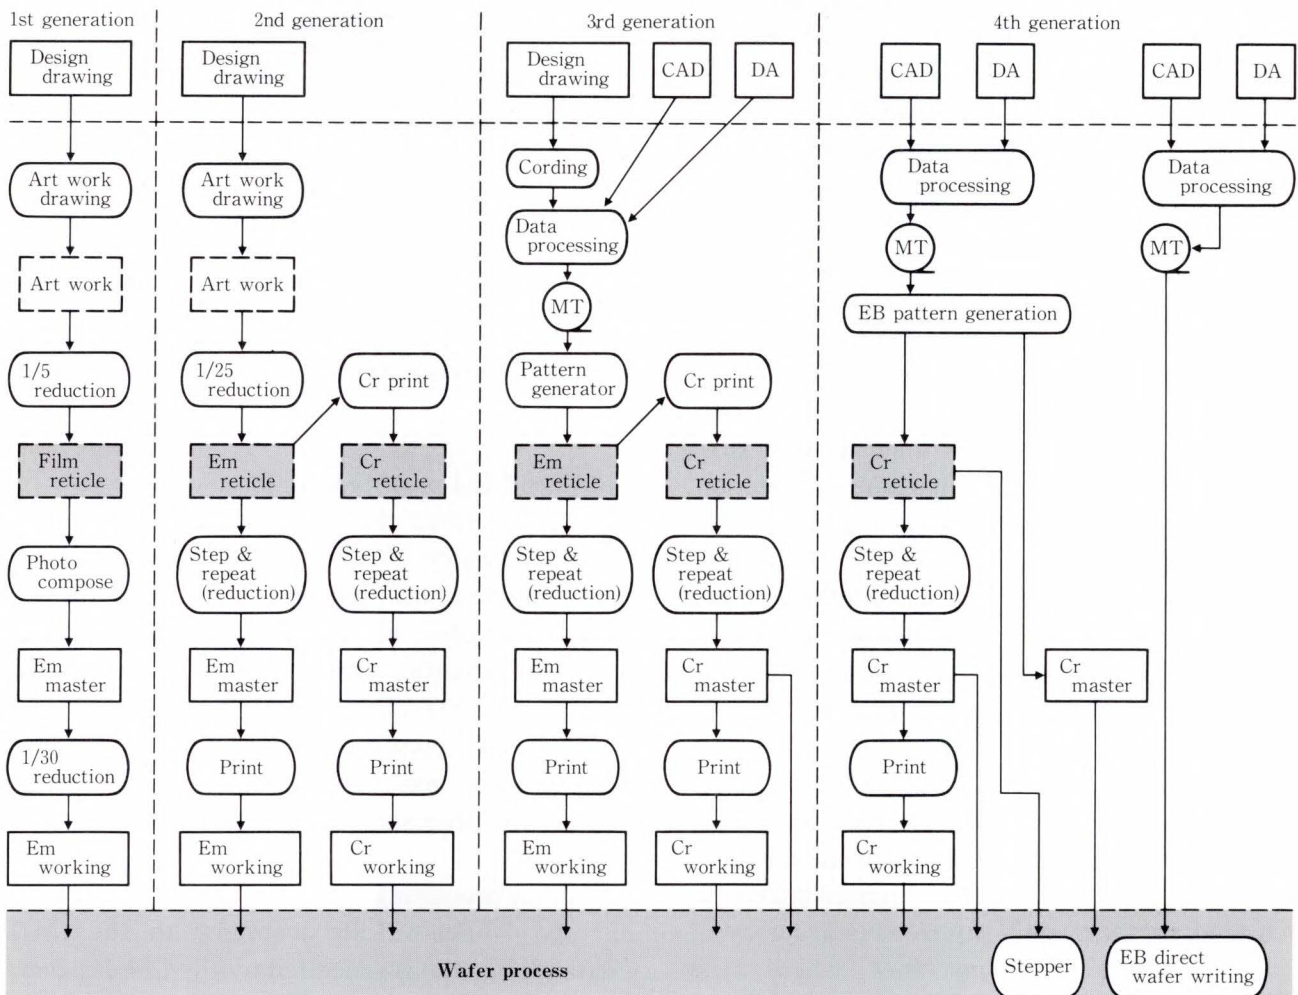 1st generation
2nd generation
3rd generation
4th generation
Design
drawing
Art work
drawing
Art work
1/5
reduction
Film
reticle
Photo
compose
Em
master
1/30
reduction
Em
working
Design
drawing
Art work
drawing
Art work
1/25
reduction
Cr print
Em
reticle
Cr
reticle
Step &
repeat
(reduction)
Step &
repeat
(reduction)
Em
master
Cr
master
Print
Print
Em
working
Cr
working
Design
drawing
CAD
DA
Cording
Data
processing
MT
Pattern
generator
Cr print
Em
reticle
Cr
reticle
Step &
repeat
(reduction)
Step &
repeat
(reduction)
Em
master
Cr
master
Print
Print
Em
working
Cr
working
CAD
DA
CAD
DA
Data
processing
Data
processing
MT
MT
EB pattern generation
Cr
reticle
Step &
repeat
(reduction)
Cr
master
Cr
master
Print
Cr
working
Wafer process
Stepper
EB direct
wafer writing